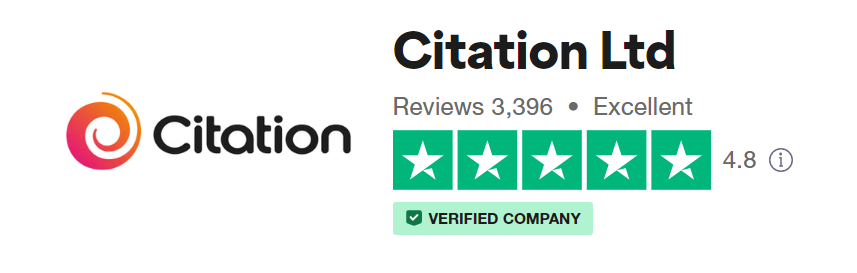 Citation
Citation Ltd
Reviews 3,396 • Excellent
4.8
VERIFIED COMPANY